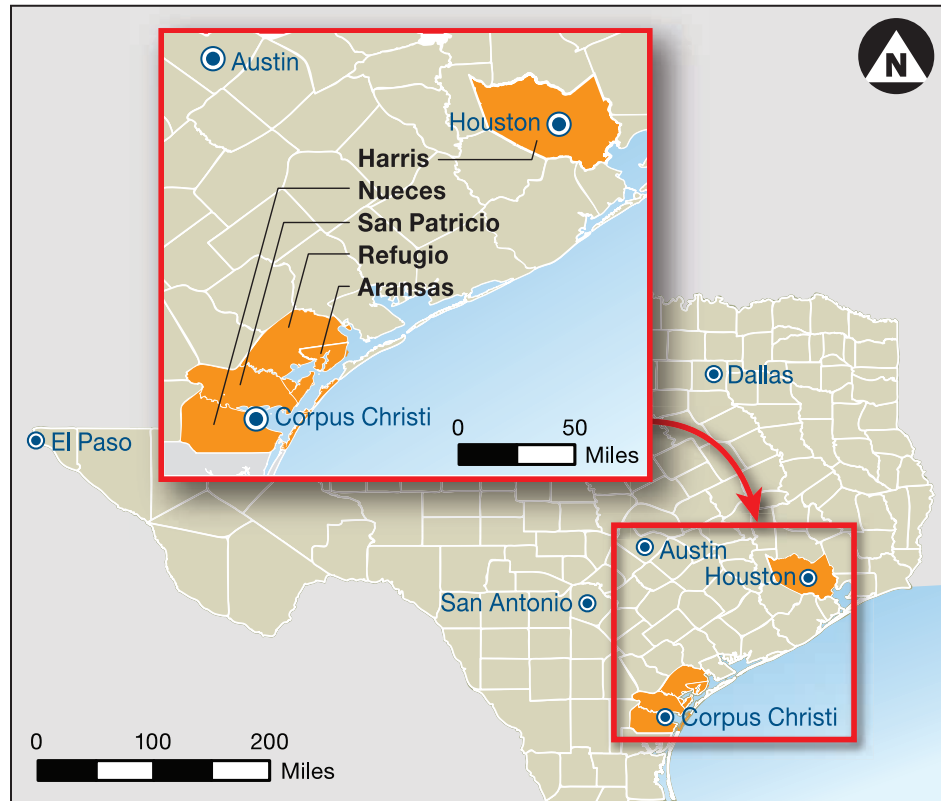 N
Austin
Houston
Harris
Nueces
San Patricio
Refugio
Aransas
Corpus Christi
0 50
Miles
Dallas
El Paso
Austin
Houston
San Antonio
Corpus Christi
0 100 200
Miles